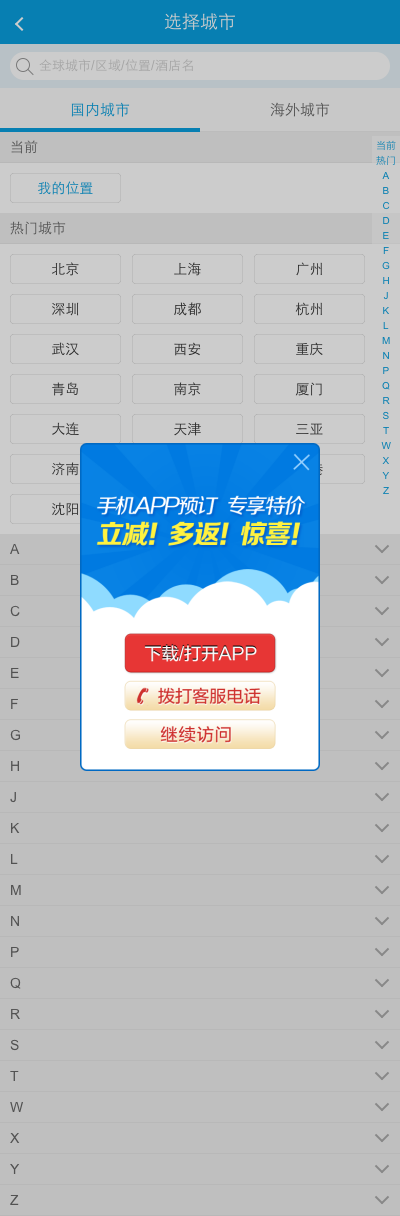 选择城市
全球城市/区域/位置/酒店名
国内城市 海外城市
当前
我的位置
热门城市
北京 上海 广州
深圳 成都 杭州
武汉 西安 重庆
青岛 南京 厦门
大连 天津 三亚
济南
沈阳
当前
热门
A
B
C
D
E
F
G
H
J
K
L
M
N
P
Q
R
S
T
W
X
Y
Z
手机APP预订 专享特价
立减! 多返! 惊喜!
下载/打开APP
拨打客服电话
继续访问
A
B
C
D
E
F
G
H
J
K
L
M
N
P
Q
R
S
T
W
X
Y
Z